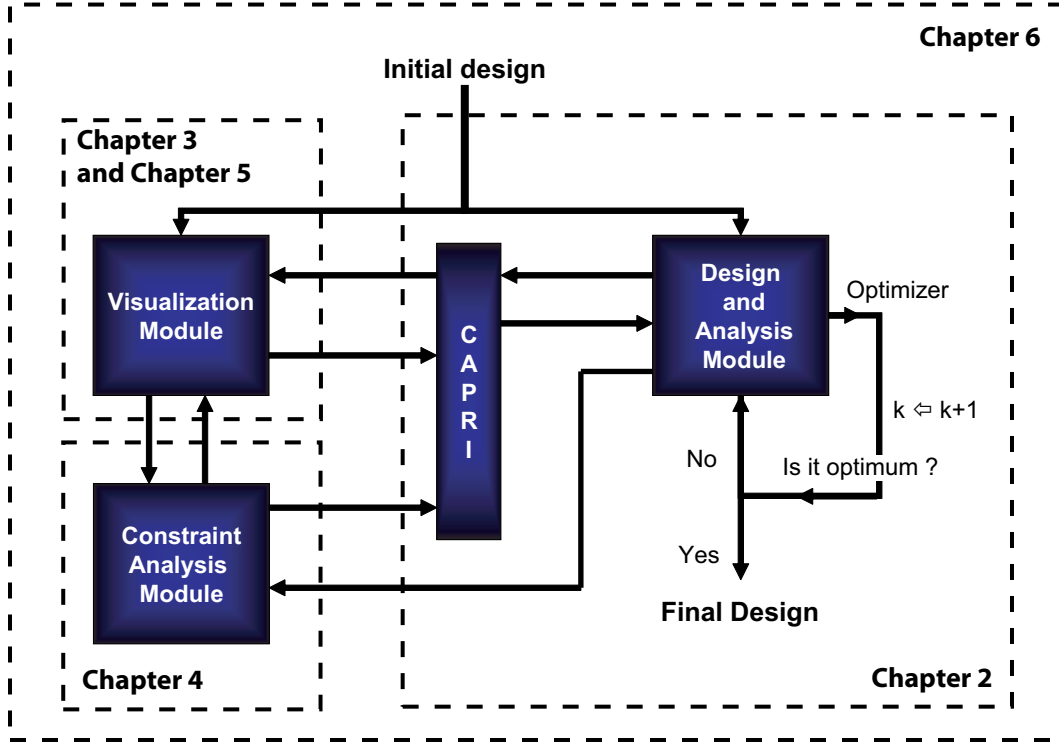 Chapter 6
Initial design
Chapter 3
and Chapter 5
Visualization
Module
C
A
P
R
I
Design
and
Analysis
Module
Optimizer
k ⇦ k+1
Is it optimum ?
No
Yes
Final Design
Constraint
Analysis
Module
Chapter 4
Chapter 2